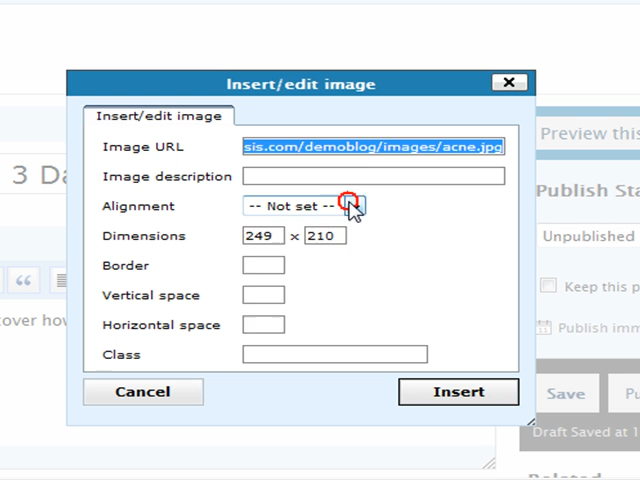 Insert/edit image
Insert/edit image
Image URL
sis.com/demoblog/images/acne.jpg
Image description
Alignment
-- Not set --
Dimensions
249 x 210
Border
Vertical space
Horizontal space
Class
Cancel
Insert
3 Da
cover how
Preview this
Publish Sta
Unpublished
Keep this p
Publish imm
Save
Pu
Draft Saved at 1
Related